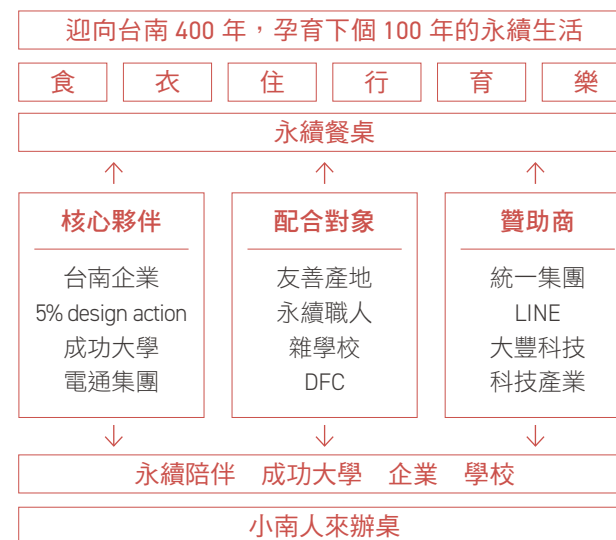 迎向台南 400 年，孕育下個 100 年的永續生活
食 衣 住 行 育 樂
永續餐桌
核心夥伴
台南企業
5% design action
成功大學
電通集團
配合對象
友善產地
永續職人
雜學校
DFC
贊助商
統一集團
LINE
大豐科技
科技產業
永續陪伴 成功大學 企業 學校
小南人來辦桌